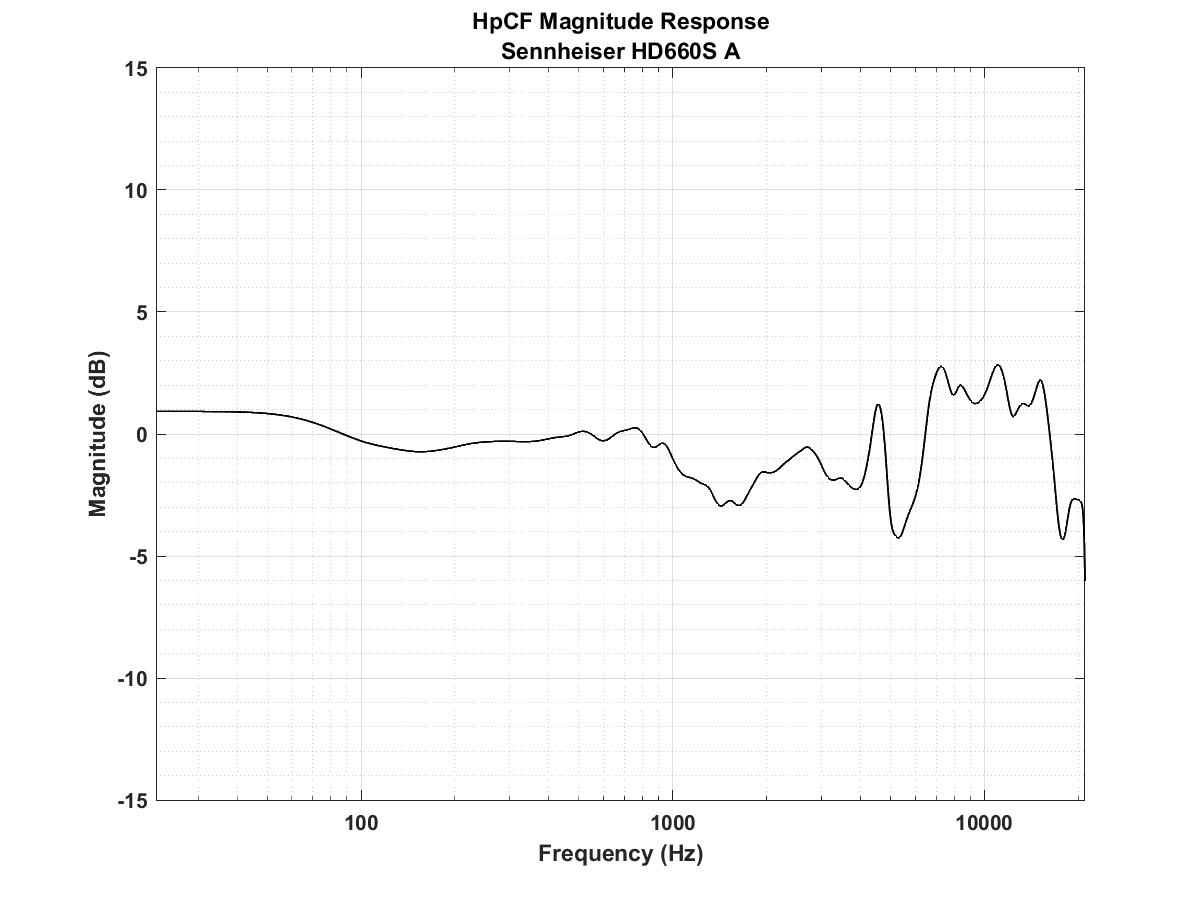 HpCF Magnitude Response
Sennheiser HD660S A
15
10
5
0
-5
-10
-15
Magnitude (dB)
100
1000
10000
Frequency (Hz)